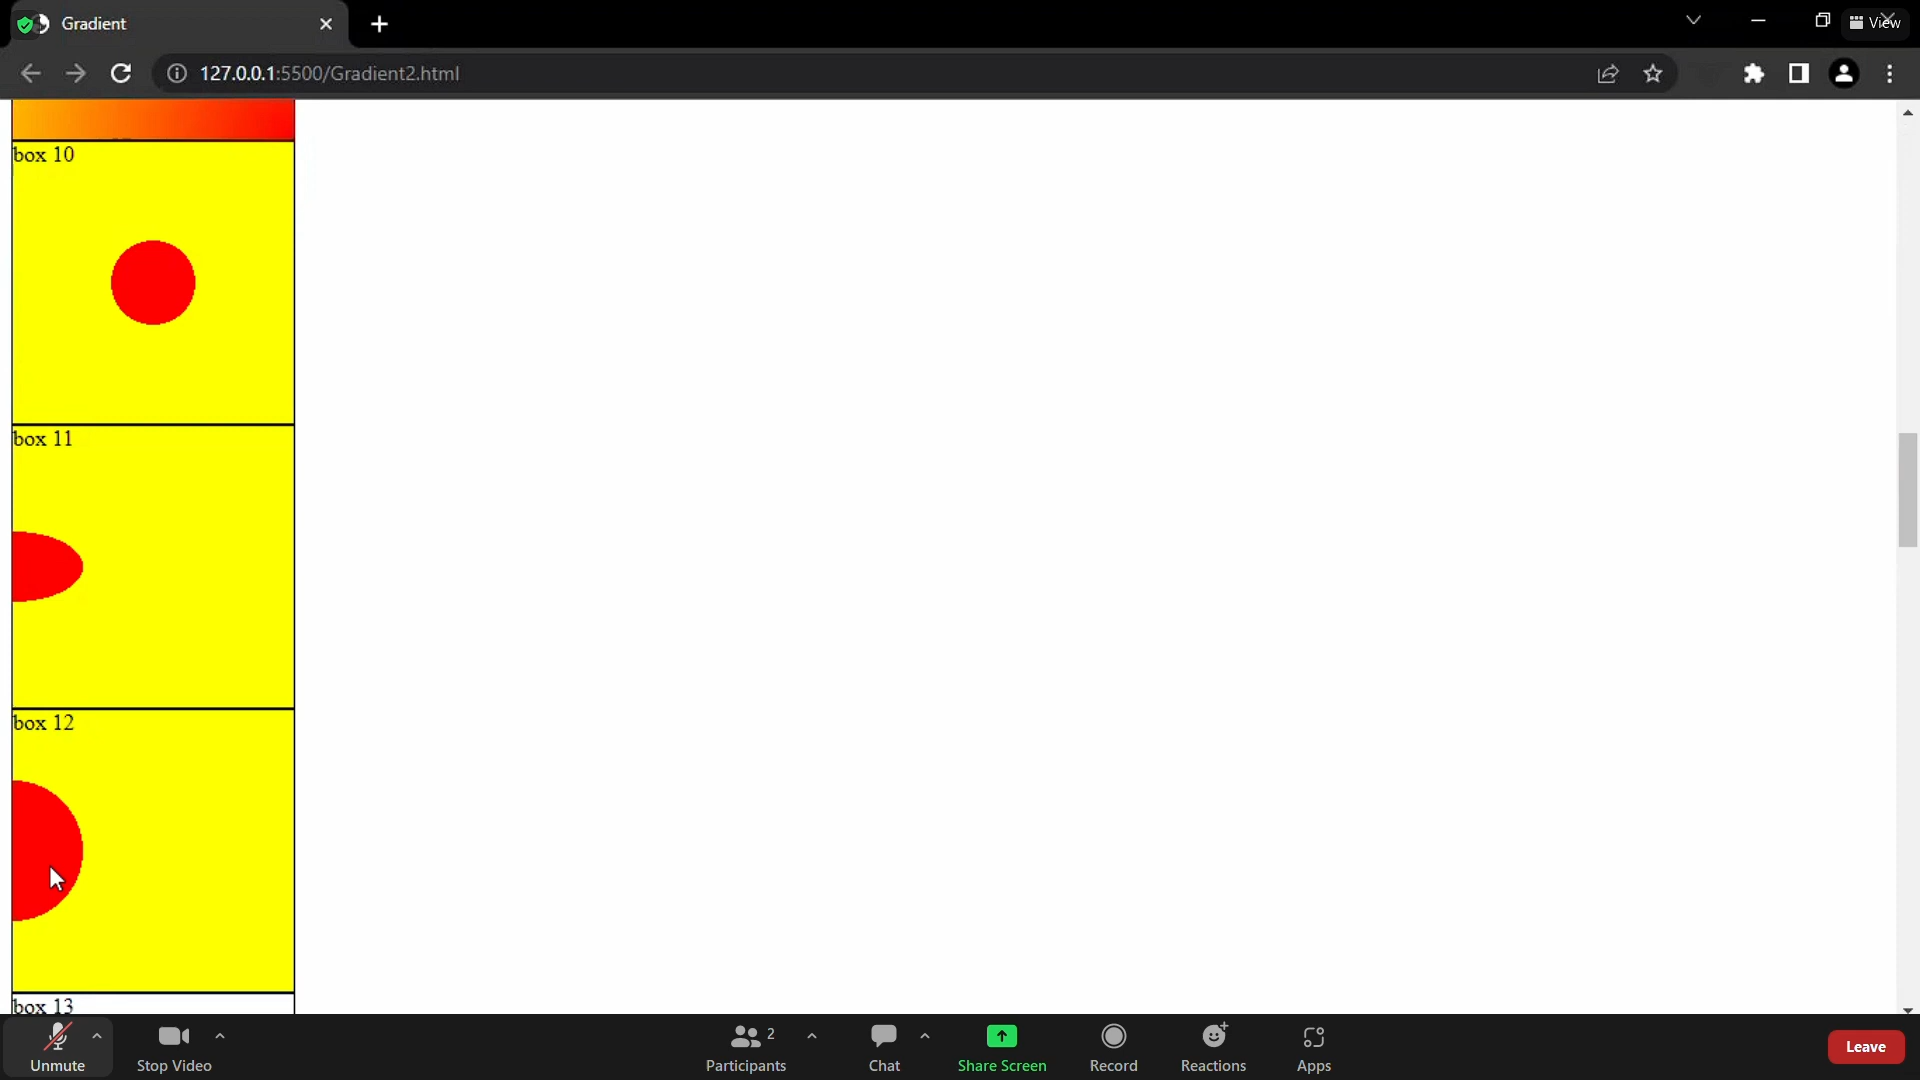 Gradient
View
127.0.0.1:5500/Gradient2.html
box 10
box 11
box 12
box 13
Unmute
Stop Video
2
Participants
Chat
Share Screen
Record
Reactions
Apps
Leave